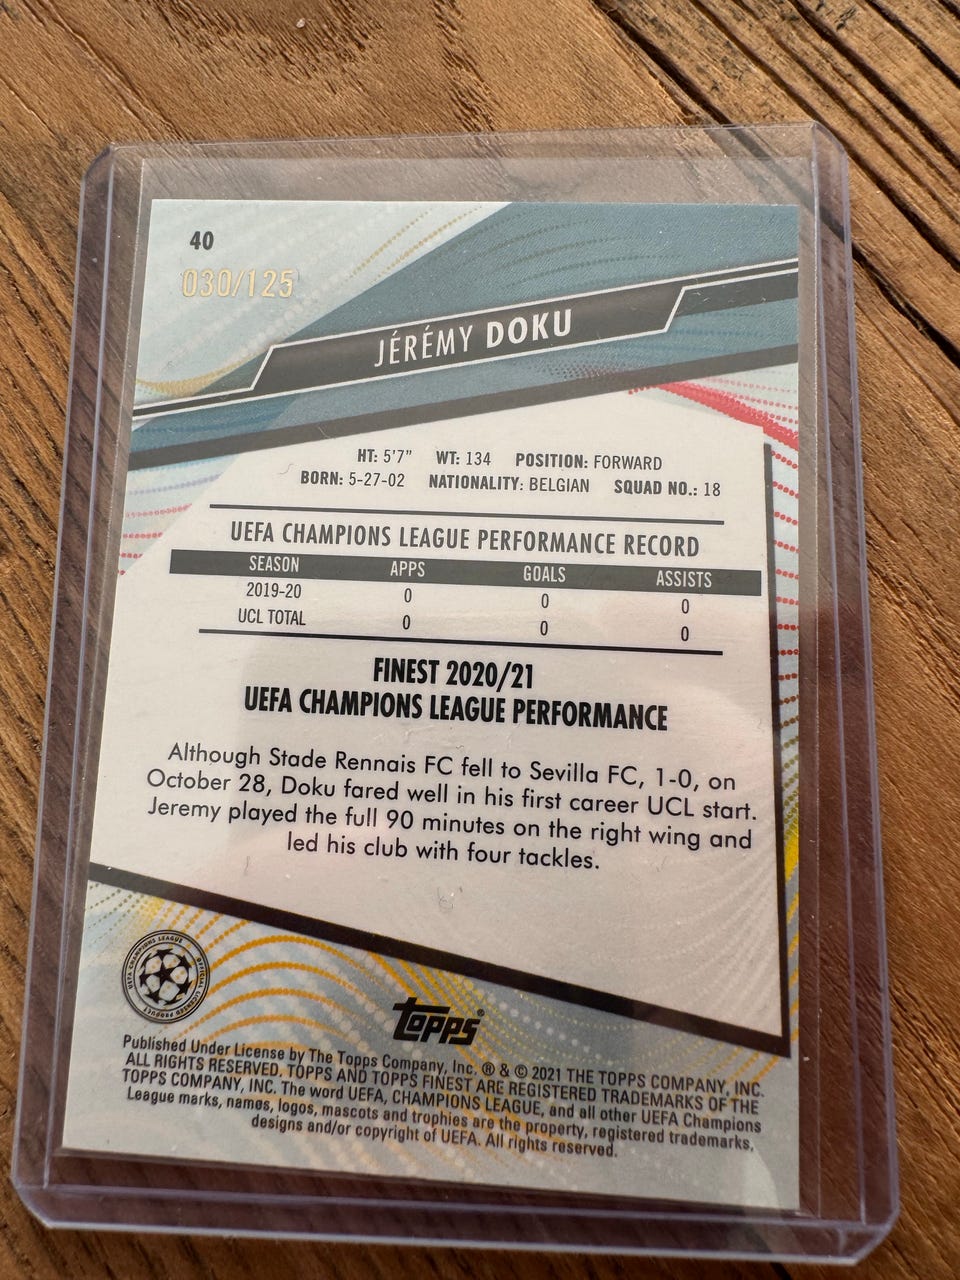 40
030/125
JÉRÉMY DOKU
HT: 5'7" WT: 134 POSITION: FORWARD
BORN: 5-27-02 NATIONALITY: BELGIAN SQUAD NO.: 18
UEFA CHAMPIONS LEAGUE PERFORMANCE RECORD
SEASON APPS GOALS ASSISTS
2019-20 0 0 0
UCL TOTAL 0 0 0
FINEST 2020/21
UEFA CHAMPIONS LEAGUE PERFORMANCE
Although Stade Rennais FC fell to Sevilla FC, 1-0, on
October 28, Doku fared well in his first career UCL start.
Jeremy played the full 90 minutes on the right wing and
led his club with four tackles.
UEFA CHAMPIONS LEAGUE
OFFICIAL LICENSED PRODUCT
topps®
Published Under License by The Topps Company, Inc. ® & © 2021 THE TOPPS COMPANY, INC.
ALL RIGHTS RESERVED. TOPPS AND TOPPS FINEST ARE REGISTERED TRADEMARKS OF THE
TOPPS COMPANY, INC. The word UEFA, CHAMPIONS LEAGUE, and all other UEFA Champions
League marks, names, logos, mascots and trophies are the property, registered trademarks,
designs and/or copyright of UEFA. All rights reserved.